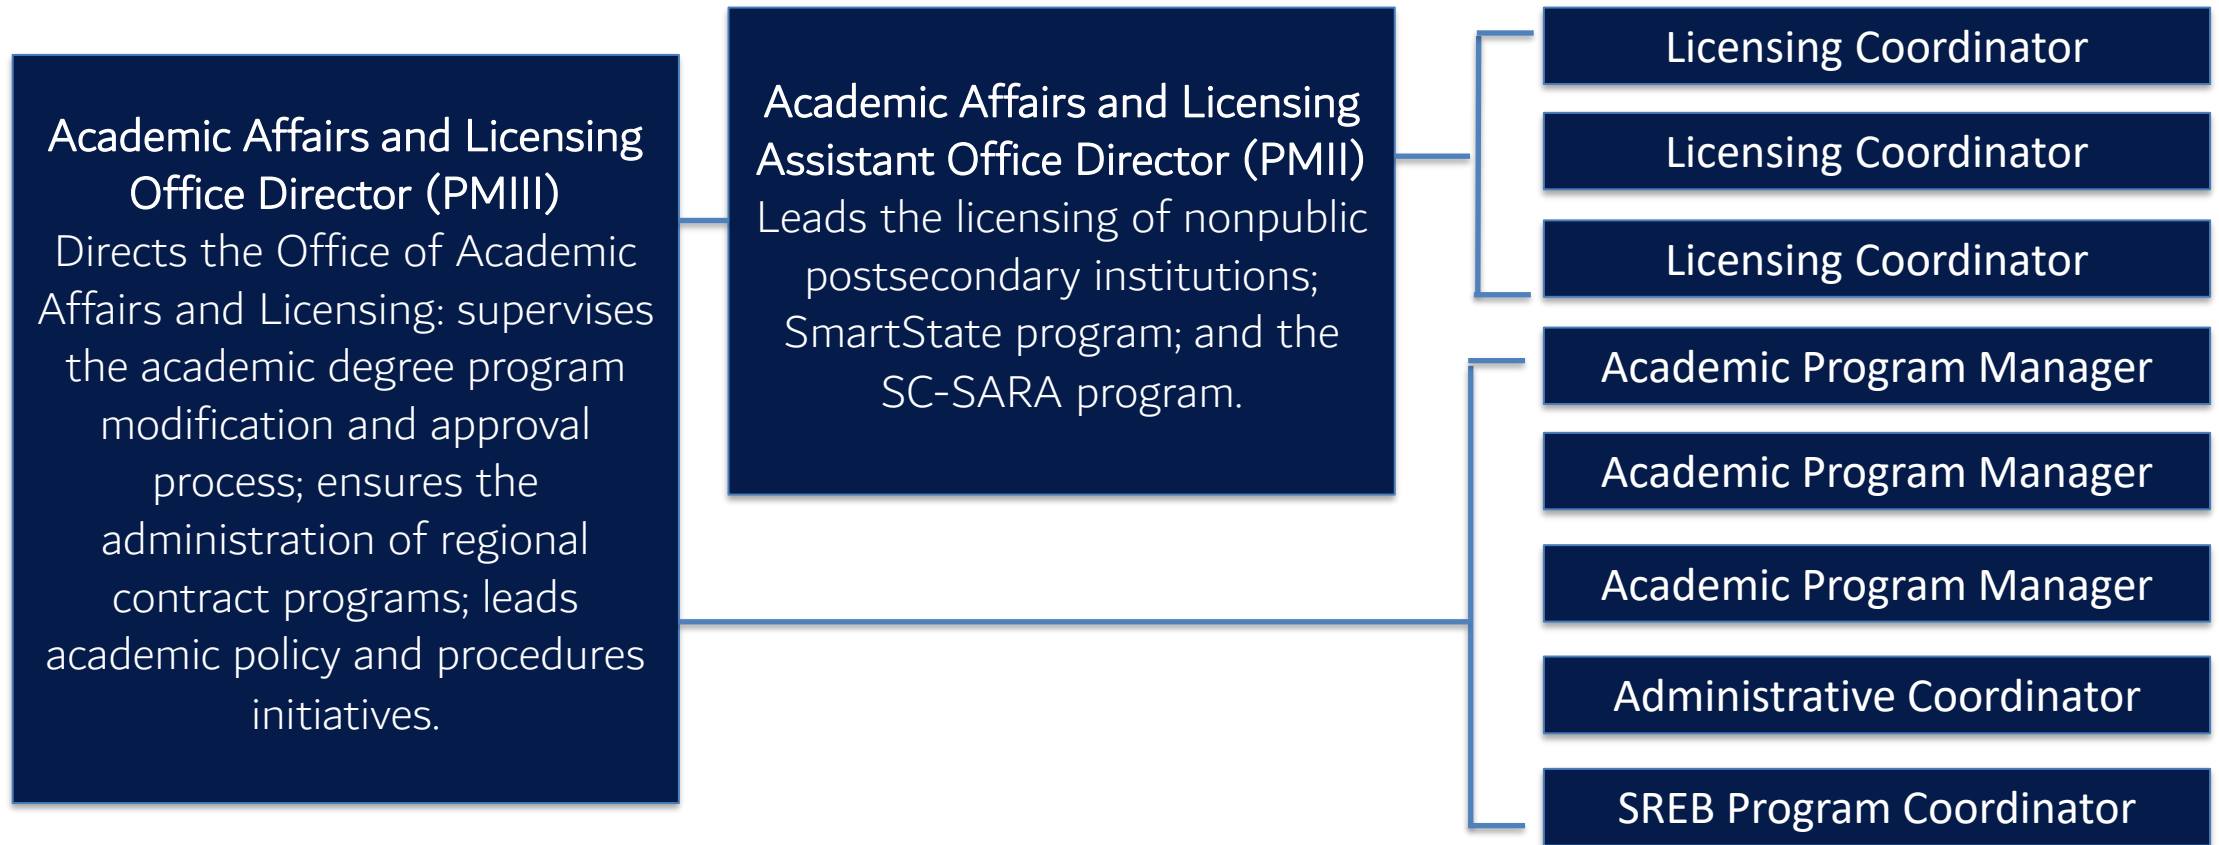 Academic Affairs and Licensing
Office Director (PMIII)
Directs the Office of Academic
Affairs and Licensing: supervises
the academic degree program
modification and approval
process; ensures the
administration of regional
contract programs; leads
academic policy and procedures
initiatives.
Academic Affairs and Licensing
Assistant Office Director (PMII)
Leads the licensing of nonpublic
postsecondary institutions;
SmartState program; and the
SC-SARA program.
Licensing Coordinator
Licensing Coordinator
Licensing Coordinator
Academic Program Manager
Academic Program Manager
Academic Program Manager
Administrative Coordinator
SREB Program Coordinator